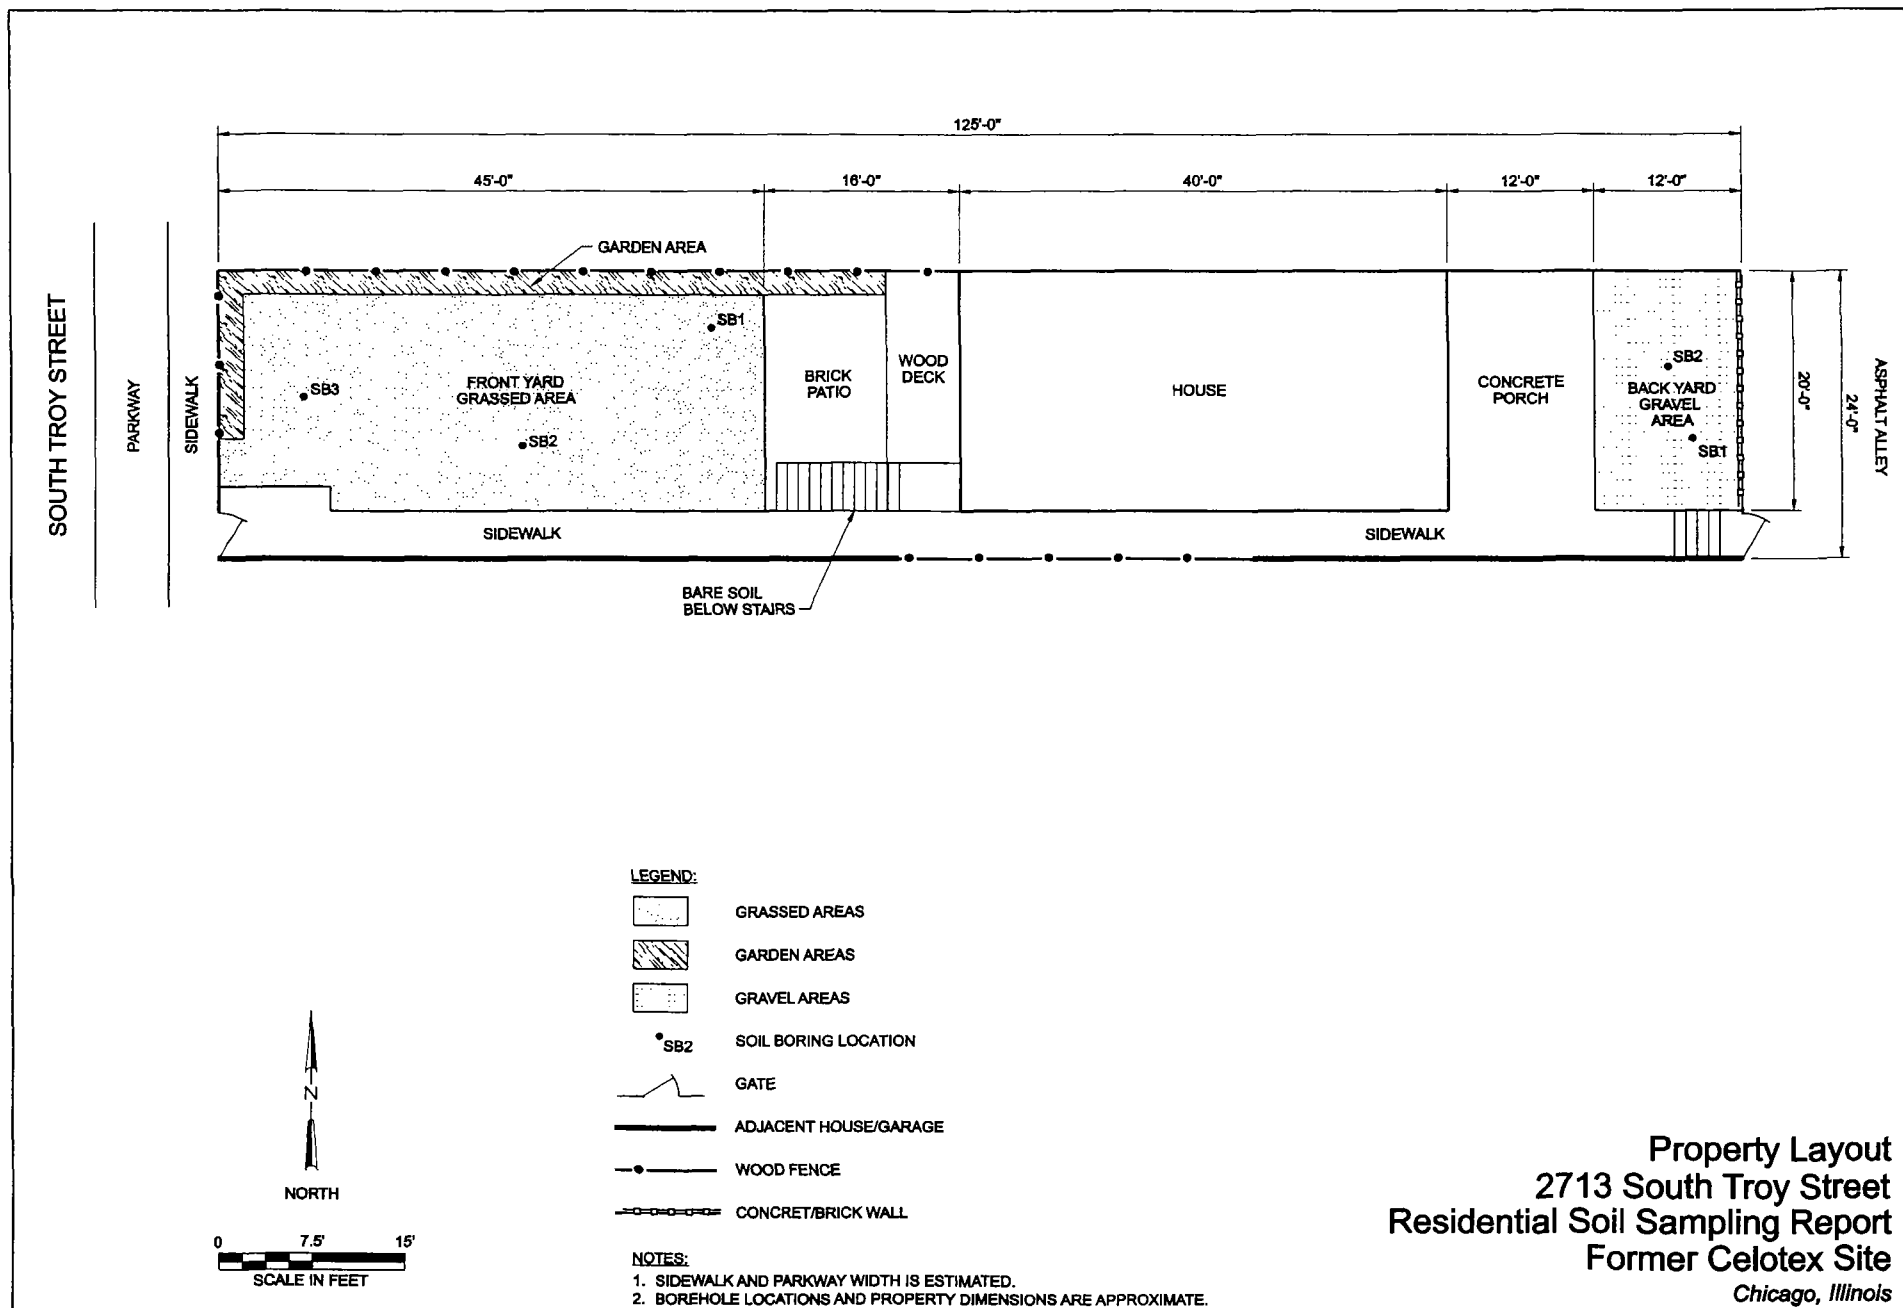 125'-0"
45'-0"
16'-0"
40'-0"
12'-0"
12'-0"
GARDEN AREA
SOUTH TROY STREET
PARKWAY
SIDEWALK
SB1
SB3
FRONT YARD
GRASSED AREA
SB2
BRICK
PATIO
WOOD
DECK
HOUSE
CONCRETE
PORCH
SB2
BACK YARD
GRAVEL
AREA
SB1
20'-0"
24'-0"
ASPHALT ALLEY
SIDEWALK
SIDEWALK
BARE SOIL
BELOW STAIRS
LEGEND:
GRASSED AREAS
GARDEN AREAS
GRAVEL AREAS
SB2 SOIL BORING LOCATION
GATE
ADJACENT HOUSE/GARAGE
WOOD FENCE
CONCRET/BRICK WALL
N
NORTH
0 7.5' 15'
SCALE IN FEET
NOTES:
1. SIDEWALK AND PARKWAY WIDTH IS ESTIMATED.
2. BOREHOLE LOCATIONS AND PROPERTY DIMENSIONS ARE APPROXIMATE.
Property Layout
2713 South Troy Street
Residential Soil Sampling Report
Former Celotex Site
Chicago, Illinois